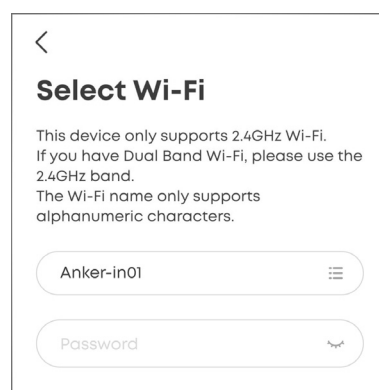 Select Wi-Fi
This device only supports 2.4GHz Wi-Fi.
If you have Dual Band Wi-Fi, please use the
2.4GHz band.
The Wi-Fi name only supports
alphanumeric characters.
Anker-in01
Password